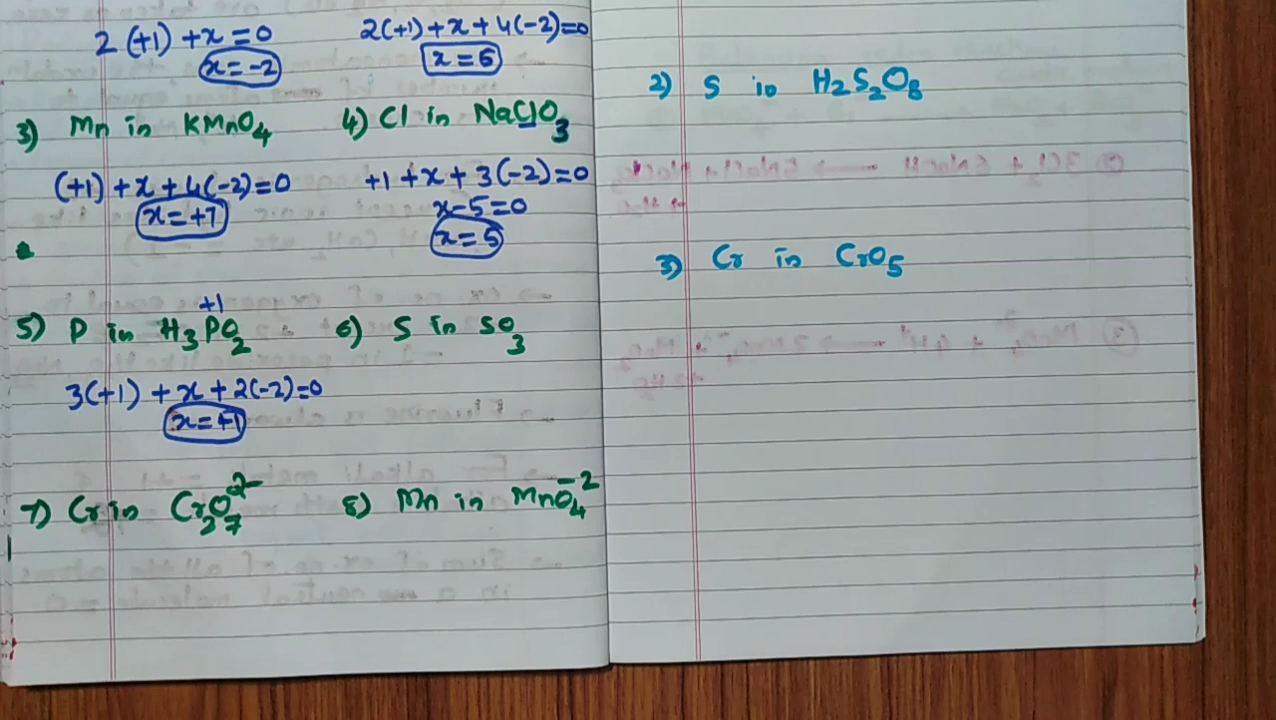 2(+1)+x=0 2(+1)+x+4(-2)=0
x=-2 x=6
3) Mn in KMnO4 4) Cl in NaClO3
(+1)+x+4(-2)=0 +1+x+3(-2)=0
x=+7 x-5=0
x=5
+1
5) P in H3PO2 6) S in SO3
3(+1)+x+2(-2)=0
x=+1
7) Cr in Cr2O7 2- 8) Mn in MnO4 -2
2) S in H2S2O8
3) Cr in CrO5